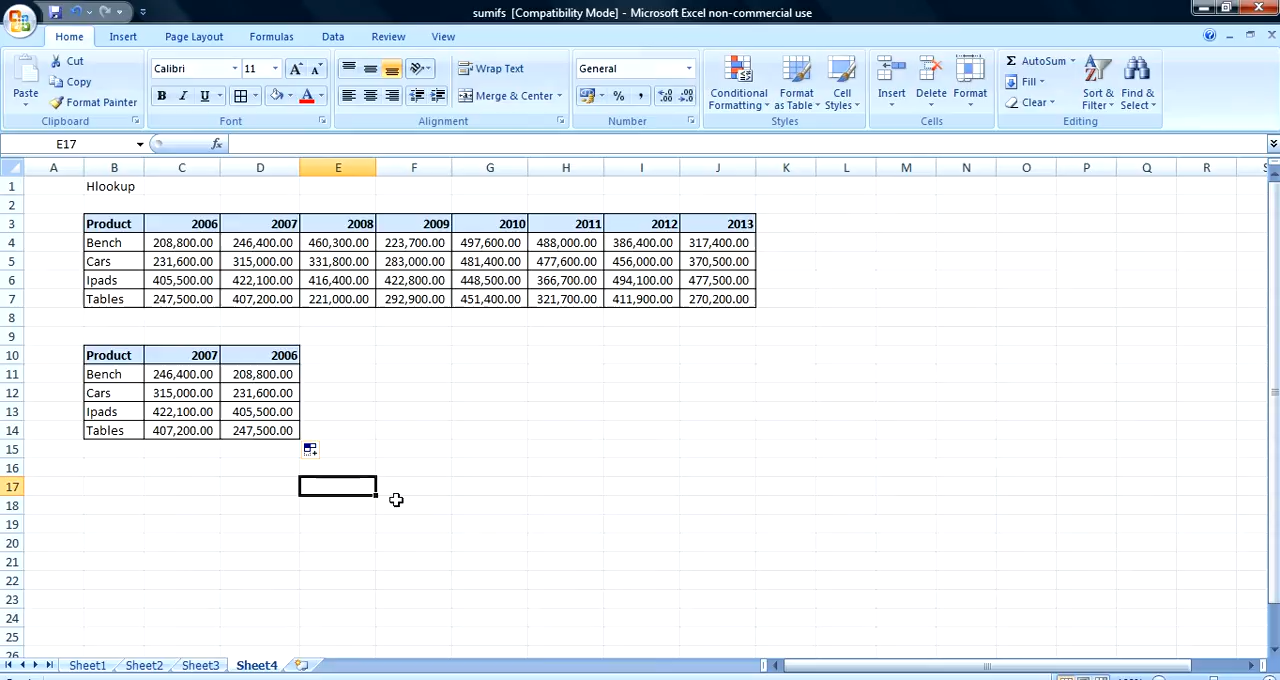 sumifs [Compatibility Mode] - Microsoft Excel non-commercial use
Home Insert Page Layout Formulas Data Review View
Paste Cut Copy Format Painter Clipboard
Calibri 11 A A B I U A Font
Wrap Text Merge & Center Alignment
General % , .0 .00 .00 .0 Number
Conditional Formatting Format as Table Cell Styles Styles
Insert Delete Format Cells
Σ AutoSum Fill Clear Sort & Filter Find & Select Editing
E17 fx
A B C D E F G H I J K L M N O P Q R
1 Hlookup
2
3 Product 2006 2007 2008 2009 2010 2011 2012 2013
4 Bench 208,800.00 246,400.00 460,300.00 223,700.00 497,600.00 488,000.00 386,400.00 317,400.00
5 Cars 231,600.00 315,000.00 331,800.00 283,000.00 481,400.00 477,600.00 456,000.00 370,500.00
6 Ipads 405,500.00 422,100.00 416,400.00 422,800.00 448,500.00 366,700.00 494,100.00 477,500.00
7 Tables 247,500.00 407,200.00 221,000.00 292,900.00 451,400.00 321,700.00 411,900.00 270,200.00
8
9
10 Product 2007 2006
11 Bench 246,400.00 208,800.00
12 Cars 315,000.00 231,600.00
13 Ipads 422,100.00 405,500.00
14 Tables 407,200.00 247,500.00
15
16
17
18
19
20
21
22
23
24
25
26
Sheet1 Sheet2 Sheet3 Sheet4